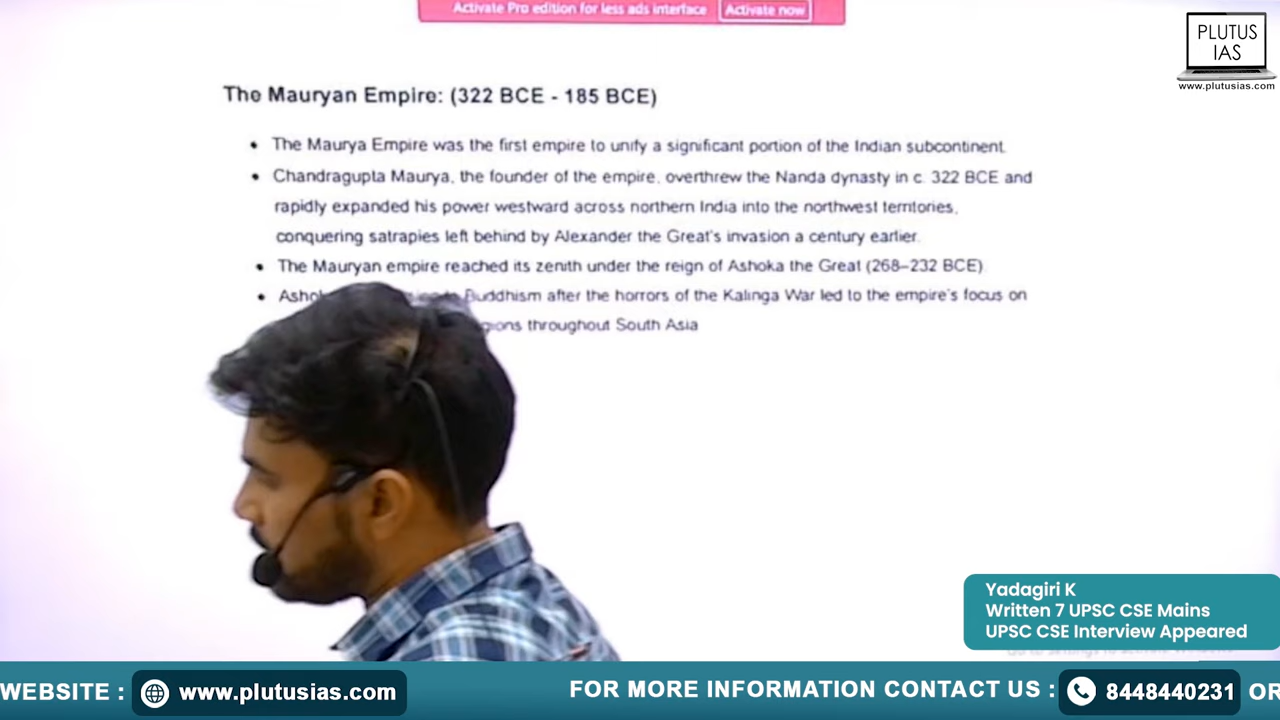 Activate Pro edition for less ads interface Activate now
PLUTUS
IAS
www.plutusias.com
The Mauryan Empire: (322 BCE - 185 BCE)
• The Maurya Empire was the first empire to unify a significant portion of the Indian subcontinent.
• Chandragupta Maurya, the founder of the empire, overthrew the Nanda dynasty in c. 322 BCE and
rapidly expanded his power westward across northern India into the northwest territories,
conquering satrapies left behind by Alexander the Great's invasion a century earlier.
• The Mauryan empire reached its zenith under the reign of Ashoka the Great (268–232 BCE)
• Buddhism after the horrors of the Kalinga War led to the empire's focus on
throughout South Asia
Yadagiri K
Written 7 UPSC CSE Mains
UPSC CSE Interview Appeared
WEBSITE : www.plutusias.com FOR MORE INFORMATION CONTACT US : 8448440231 OR